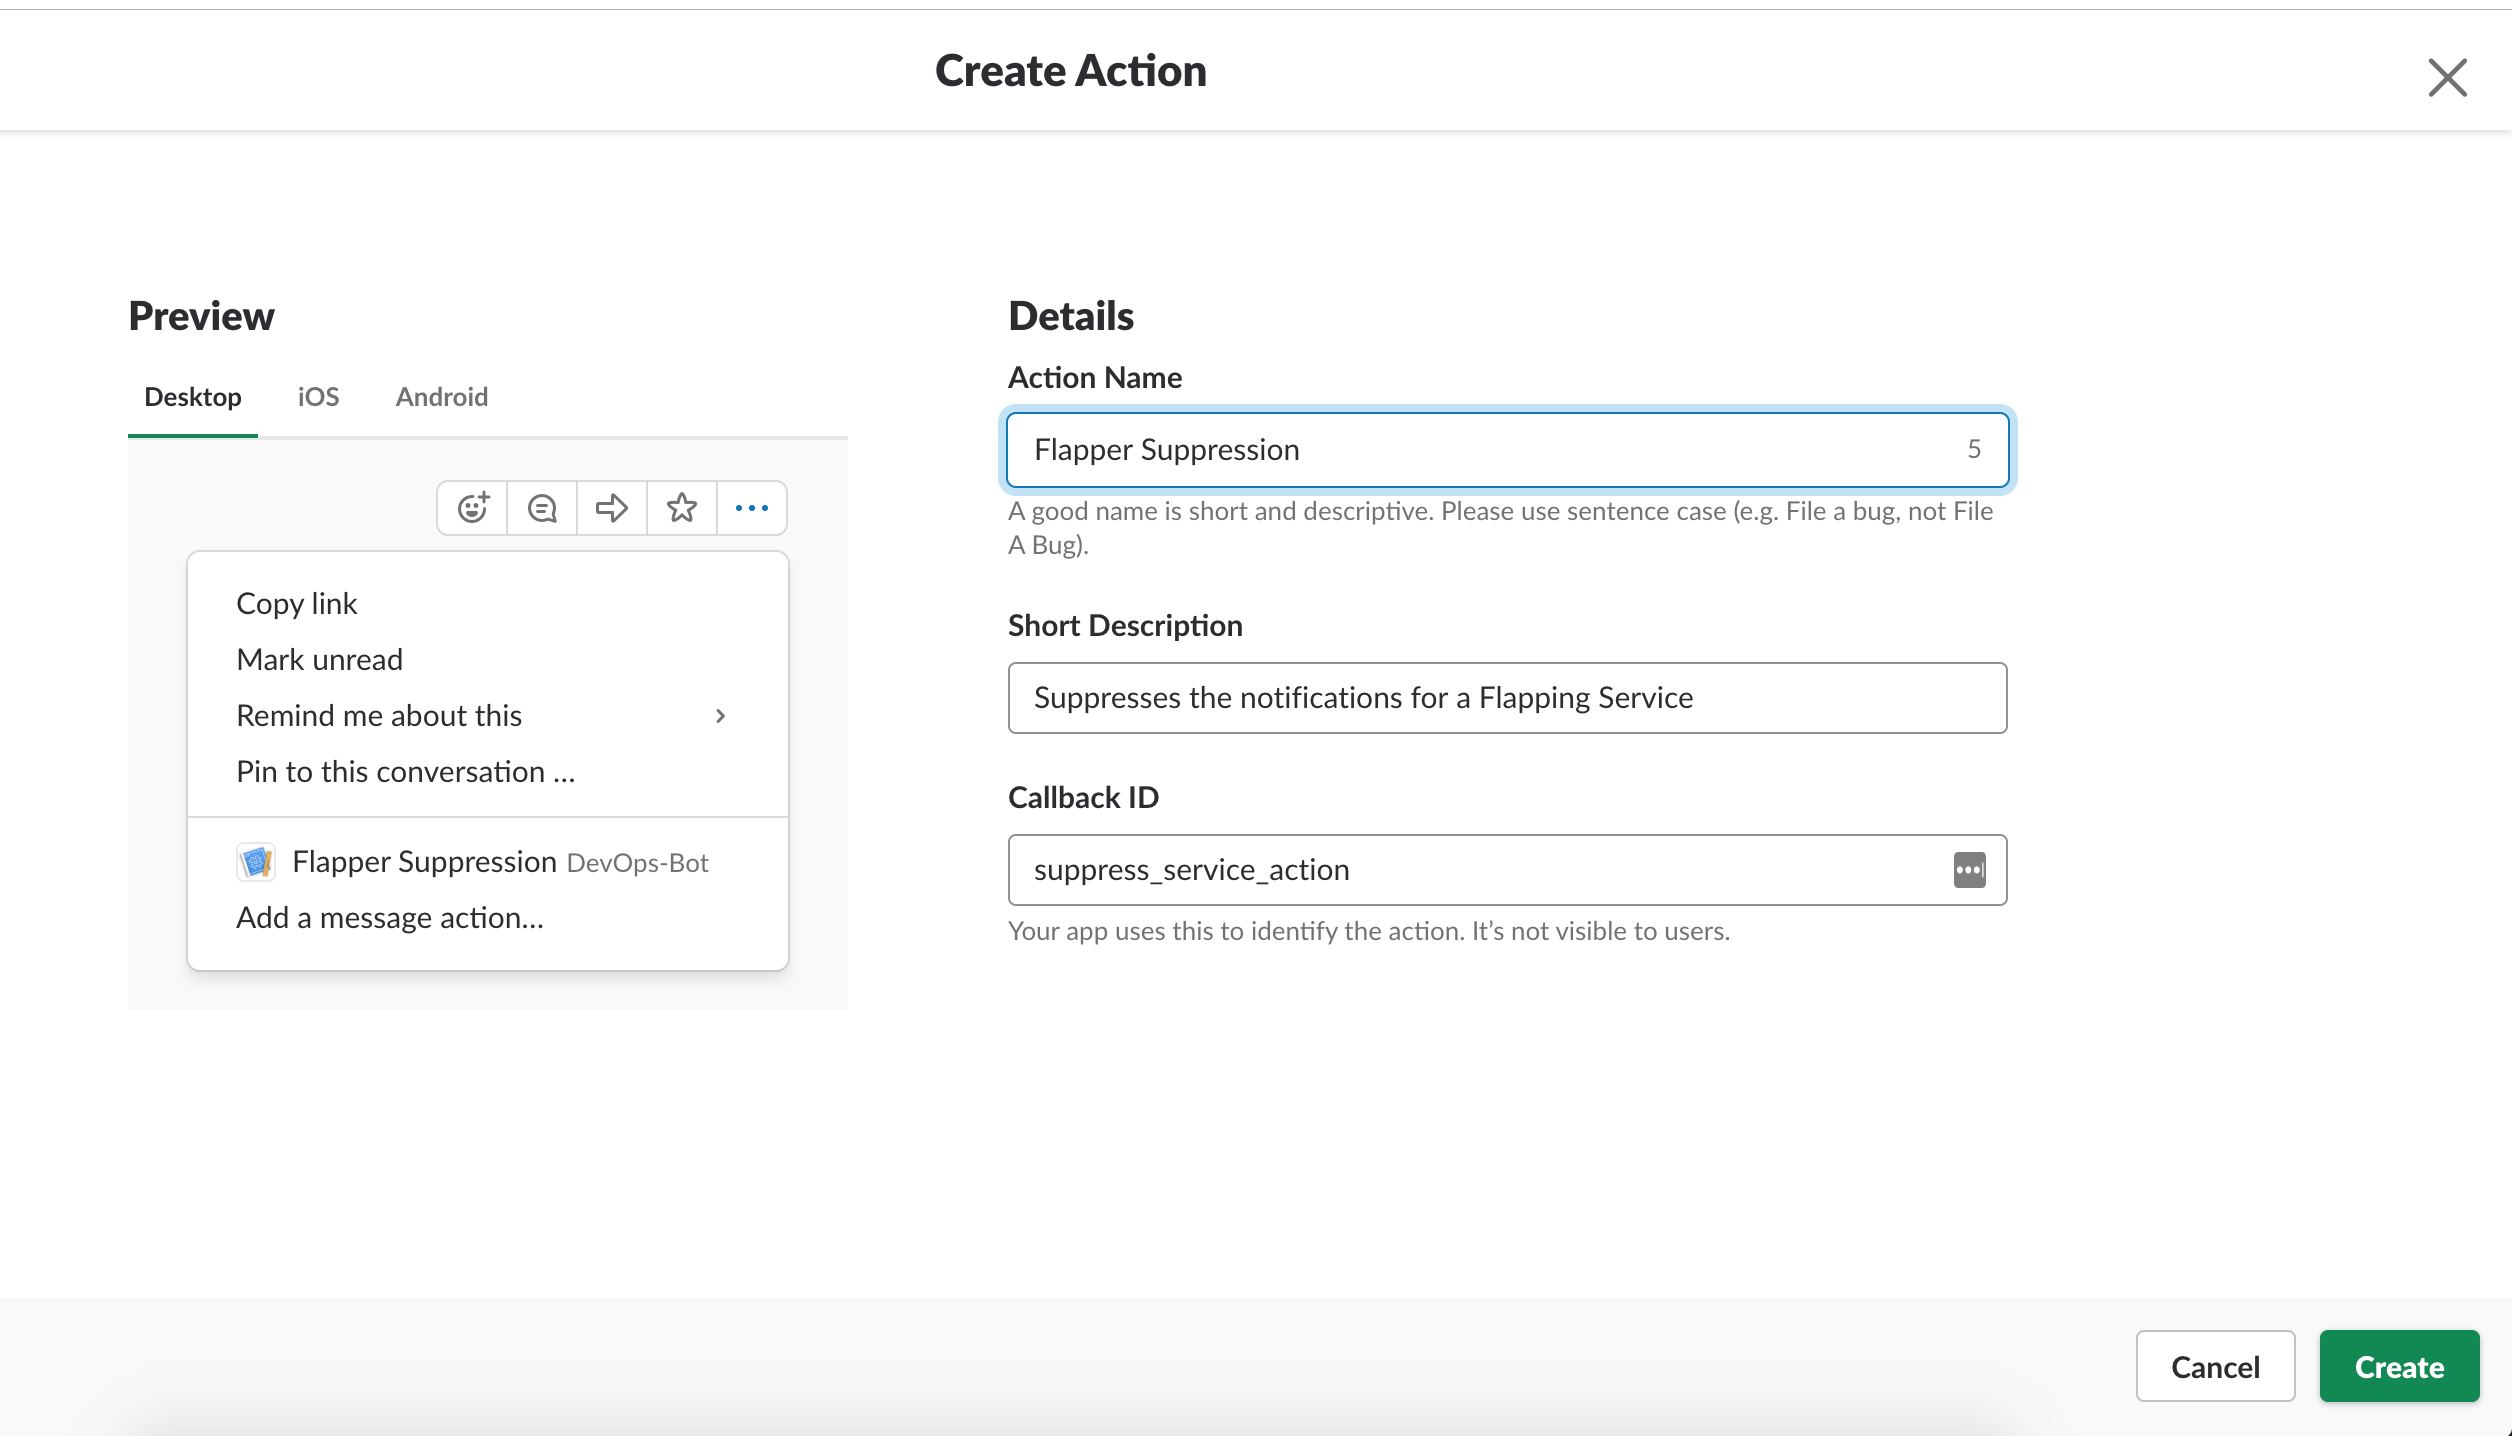 Create Action
Preview
Desktop iOS Android
Copy link
Mark unread
Remind me about this
Pin to this conversation ...
Flapper Suppression DevOps-Bot
Add a message action...
Details
Action Name
Flapper Suppression 5
A good name is short and descriptive. Please use sentence case (e.g. File a bug, not File
A Bug).
Short Description
Suppresses the notifications for a Flapping Service
Callback ID
suppress_service_action
Your app uses this to identify the action. It’s not visible to users.
Cancel Create